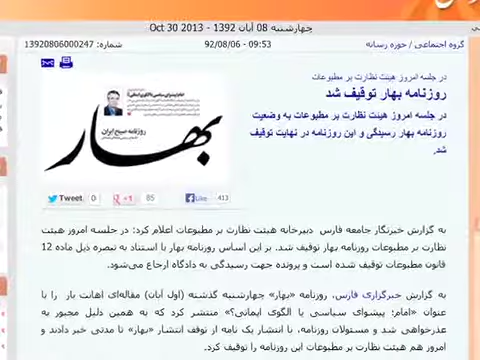 چهارشنبه 08 آبان 1392 - Oct 30 2013
گروه اجتماعی / حوزه رسانه
92/08/06 - 09:53
شماره: 13920806000247
در جلسه امروز هیئت نظارت بر مطبوعات
روزنامه بهار توقیف شد
در جلسه امروز هیئت نظارت بر مطبوعات به وضعیت
روزنامه بهار رسیدگی و این روزنامه در نهایت توقیف
شد.
بهار
روزنامه صبح ایران
Tweet 0 +1 85 Like 413
به گزارش خبرنگار جامعه فارس دبیرخانه هیئت نظارت بر مطبوعات اعلام کرد: در جلسه امروز هیئت
نظارت بر مطبوعات روزنامه بهار توقیف شد. بر این اساس روزنامه بهار با استناد به تبصره ذیل ماده 12
قانون مطبوعات توقیف شده است و پرونده جهت رسیدگی به دادگاه ارجاع می‌شود.
به گزارش خبرگزاری فارس، روزنامه «بهار» چهارشنبه گذشته (اول آبان) مقاله‌ای اهانت بار را با
عنوان «امام؛ پیشوای سیاسی یا الگوی ایمانی؟» منتشر کرد که به همین دلیل مجبور به
عذرخواهی شد و مسئولات روزنامه، با انتشار یک نامه از توقف انتشار «بهار» تا مدتی خبر دادند و
امروز هم هیئت نظارت بر مطبوعات این روزنامه را توقیف کرد.